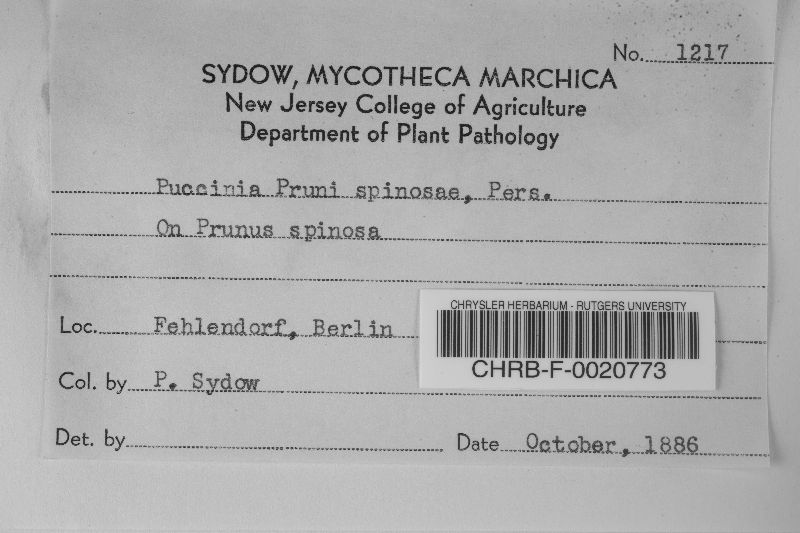 No. 1217
SYDOW, MYCOTHECA MARCHICA
New Jersey College of Agriculture
Department of Plant Pathology
Puccinia Pruni spinosae, Pers.
On Prunus spinosa
Loc. Fehlendorf, Berlin
CHRYSLER HERBARIUM - RUTGERS UNIVERSITY
CHRB-F-0020773
Col. by P. Sydow
Det. by
Date October, 1886